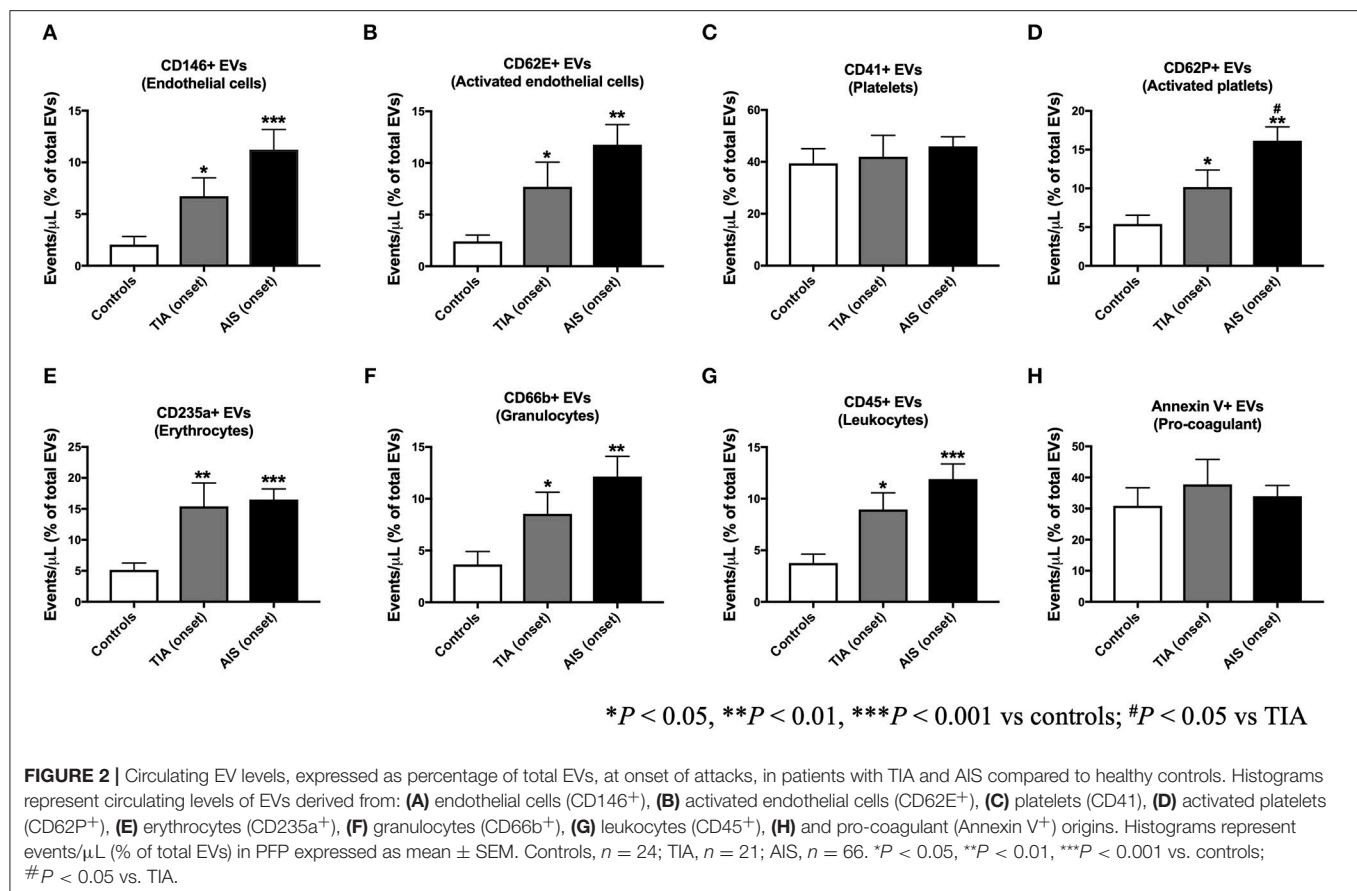 A
CD146+ EVs
(Endothelial cells)
Events/μL (% of total EVs)
15
10
5
0
Controls
TIA (onset)
AIS (onset)
*
***
B
CD62E+ EVs
(Activated endothelial cells)
Events/μL (% of total EVs)
15
10
5
0
Controls
TIA (onset)
AIS (onset)
*
**
C
CD41+ EVs
(Platelets)
Events/μL (% of total EVs)
60
40
20
0
Controls
TIA (onset)
AIS (onset)
D
CD62P+ EVs
(Activated platlets)
Events/μL (% of total EVs)
20
15
10
5
0
Controls
TIA (onset)
AIS (onset)
*
#
**
E
CD235a+ EVs
(Erythrocytes)
Events/μL (% of total EVs)
25
20
15
10
5
0
Controls
TIA (onset)
AIS (onset)
**
***
F
CD66b+ EVs
(Granulocytes)
Events/μL (% of total EVs)
15
10
5
0
Controls
TIA (onset)
AIS (onset)
*
**
G
CD45+ EVs
(Leukocytes)
Events/μL (% of total EVs)
15
10
5
0
Controls
TIA (onset)
AIS (onset)
*
***
H
Annexin V+ EVs
(Pro-coagulant)
Events/μL (% of total EVs)
50
40
30
20
10
0
Controls
TIA (onset)
AIS (onset)
*P < 0.05, **P < 0.01, ***P < 0.001 vs controls; #P < 0.05 vs TIA
FIGURE 2 | Circulating EV levels, expressed as percentage of total EVs, at onset of attacks, in patients with TIA and AIS compared to healthy controls. Histograms
represent circulating levels of EVs derived from: (A) endothelial cells (CD146+), (B) activated endothelial cells (CD62E+), (C) platelets (CD41), (D) activated platelets
(CD62P+), (E) erythrocytes (CD235a+), (F) granulocytes (CD66b+), (G) leukocytes (CD45+), (H) and pro-coagulant (Annexin V+) origins. Histograms represent
events/μL (% of total EVs) in PFP expressed as mean ± SEM. Controls, n = 24; TIA, n = 21; AIS, n = 66. *P < 0.05, **P < 0.01, ***P < 0.001 vs. controls;
#P < 0.05 vs. TIA.